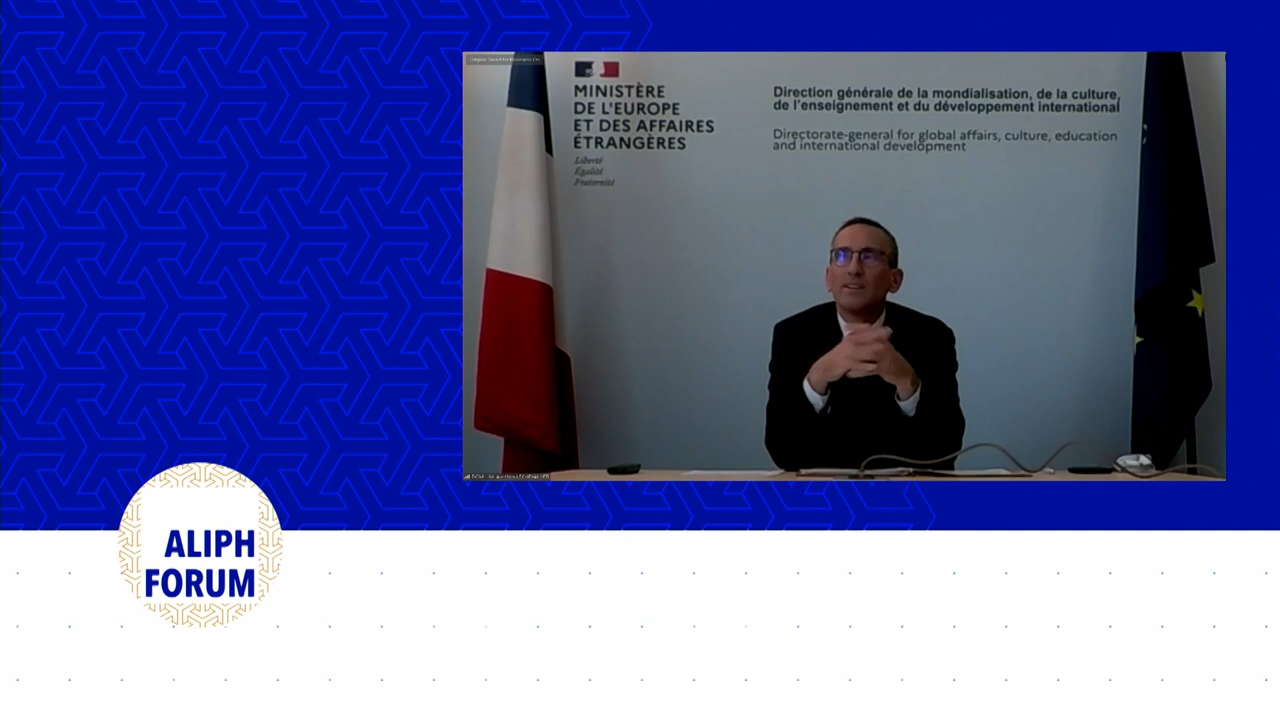 MINISTÈRE
DE L'EUROPE
ET DES AFFAIRES
ÉTRANGÈRES
Liberté
Égalité
Fraternité
Direction générale de la mondialisation, de la culture,
de l'enseignement et du développement international
Directorate-general for global affairs, culture, education
and international development
ALIPH
FORUM